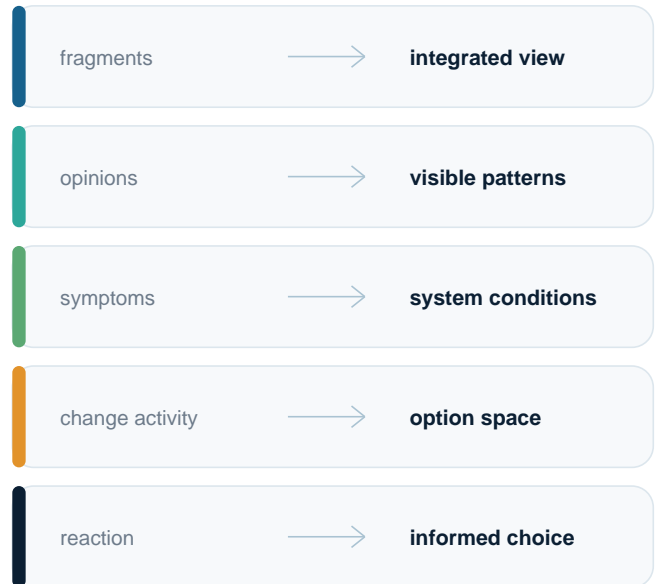 fragments integrated view
opinions visible patterns
symptoms system conditions
change activity option space
reaction informed choice